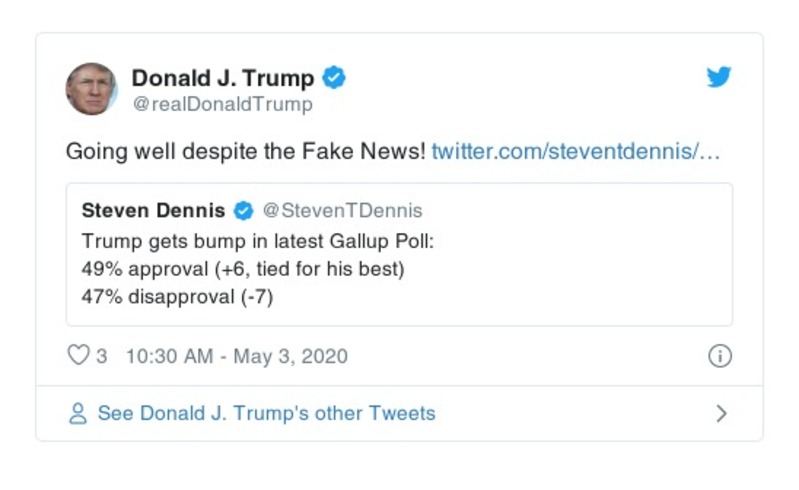 Donald J. Trump
@realDonaldTrump
Going well despite the Fake News! twitter.com/steventdennis/…
Steven Dennis @StevenTDennis
Trump gets bump in latest Gallup Poll:
49% approval (+6, tied for his best)
47% disapproval (-7)
3 10:30 AM - May 3, 2020
See Donald J. Trump's other Tweets